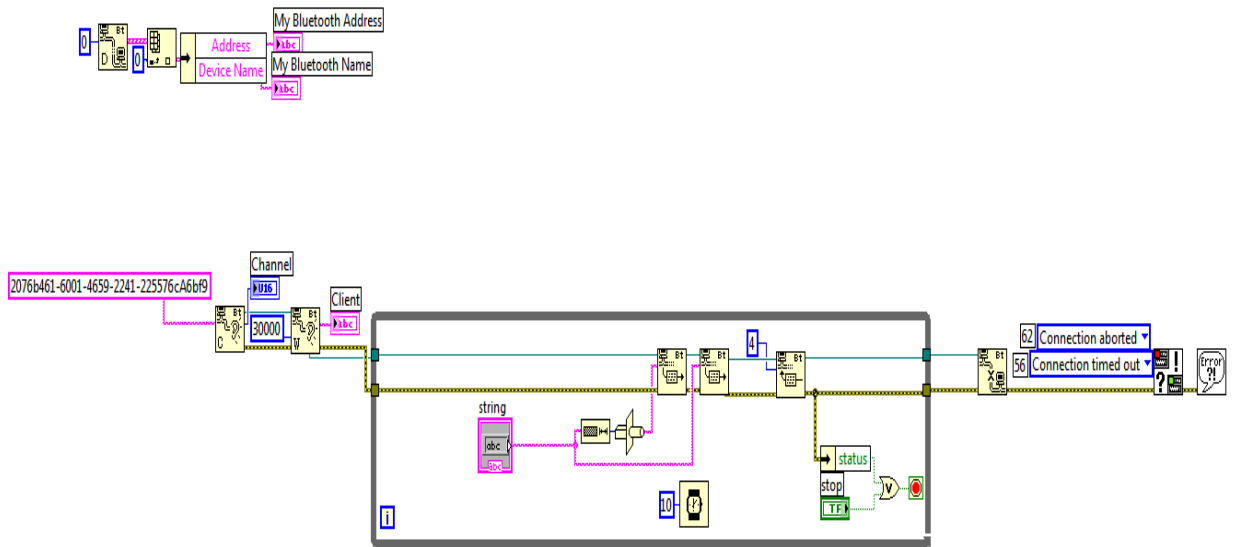 My Bluetooth Address
Bt
D
0
0
Address
abc
Device Name
My Bluetooth Name
abc
2076b461-6001-4659-2241-225576cA6bf9
Channel
U16
Client
abc
Bt
C
30000
Bt
W
62
Connection aborted
56
Connection timed out
4
Bt
Bt
Bt
Bt
X
!
?
Error
?!
string
abc
abc
status
stop
TF
V
10
i